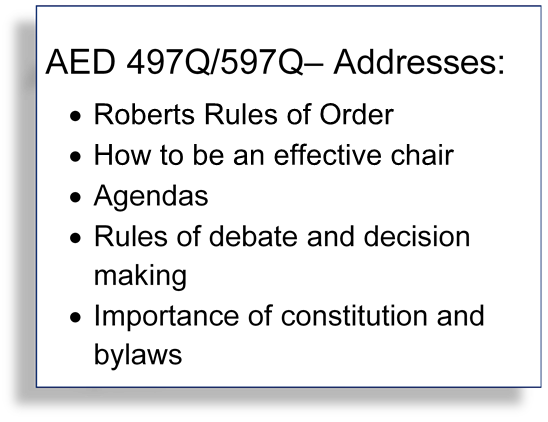 AED 497Q/597Q– Addresses:
• Roberts Rules of Order
• How to be an effective chair
• Agendas
• Rules of debate and decision
making
• Importance of constitution and
bylaws